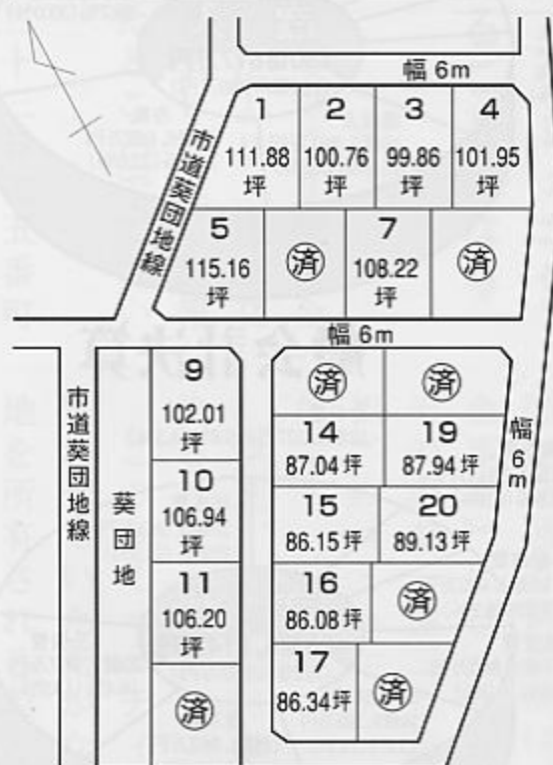 幅 6m
1
111.88
坪
2
100.76
坪
3
99.86
坪
4
101.95
坪
市道葵団地線
5
115.16
坪
済
7
108.22
坪
済
幅 6m
市道葵団地線
葵団地
9
102.01
坪
10
106.94
坪
11
106.20
坪
済
済
済
14
87.04坪
19
87.94坪
15
86.15坪
20
89.13坪
16
86.08坪
済
17
86.34坪
済
幅6m